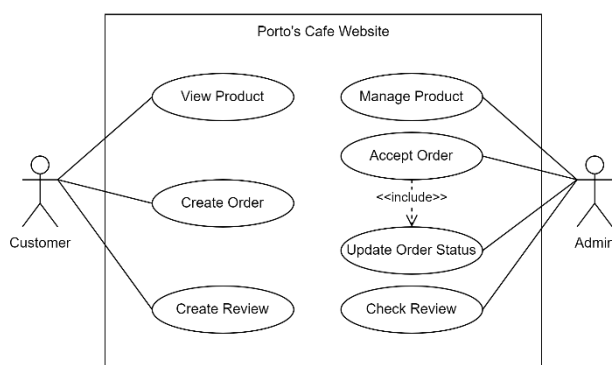 Porto's Cafe Website
View Product
Manage Product
Accept Order
<<include>>
Create Order
Customer
Admin
Update Order Status
Create Review
Check Review